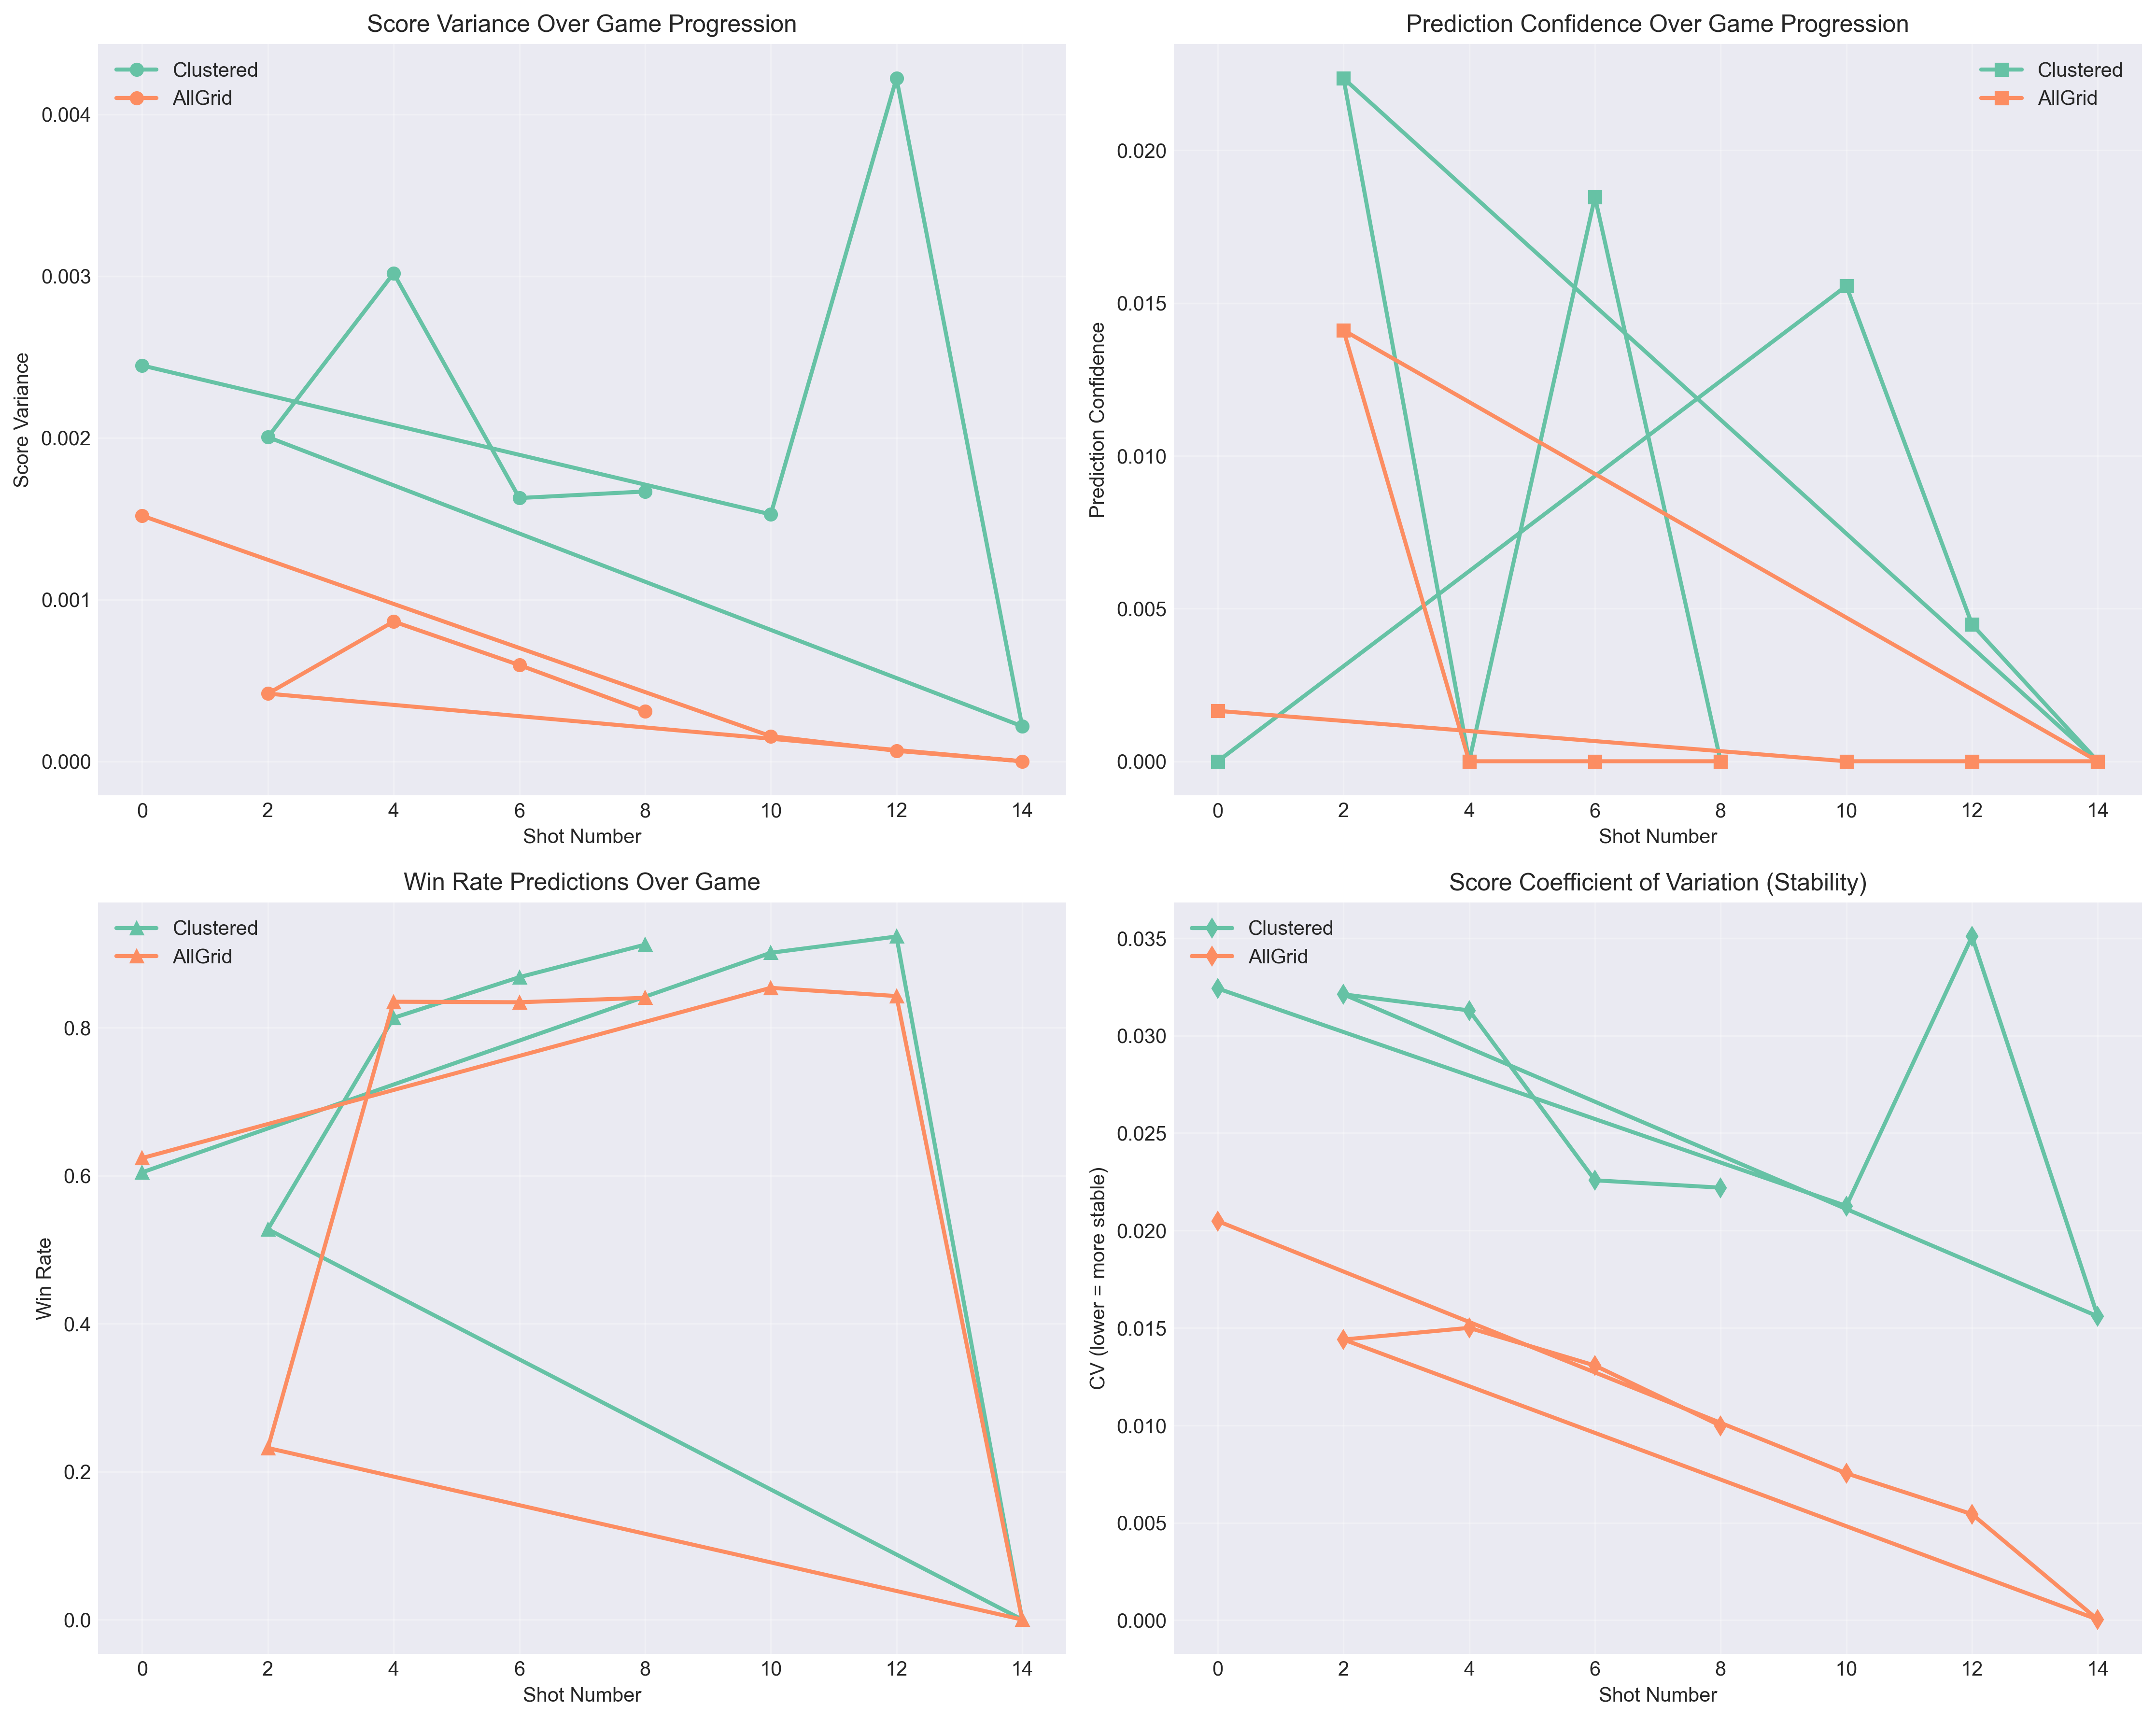 Score Variance Over Game Progression
Clustered
AllGrid
0.004
0.003
0.002
0.001
0.000
Score Variance
0 2 4 6 8 10 12 14
Shot Number
Prediction Confidence Over Game Progression
Clustered
AllGrid
0.020
0.015
0.010
0.005
0.000
Prediction Confidence
0 2 4 6 8 10 12 14
Shot Number
Win Rate Predictions Over Game
Clustered
AllGrid
0.8
0.6
0.4
0.2
0.0
Win Rate
0 2 4 6 8 10 12 14
Shot Number
Score Coefficient of Variation (Stability)
Clustered
AllGrid
0.035
0.030
0.025
0.020
0.015
0.010
0.005
0.000
CV (lower = more stable)
0 2 4 6 8 10 12 14
Shot Number